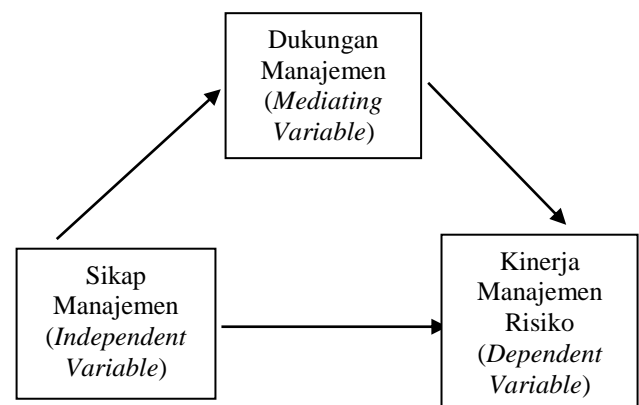 Dukungan
Manajemen
(Mediating
Variable)
Sikap
Manajemen
(Independent
Variable)
Kinerja
Manajemen
Risiko
(Dependent
Variable)